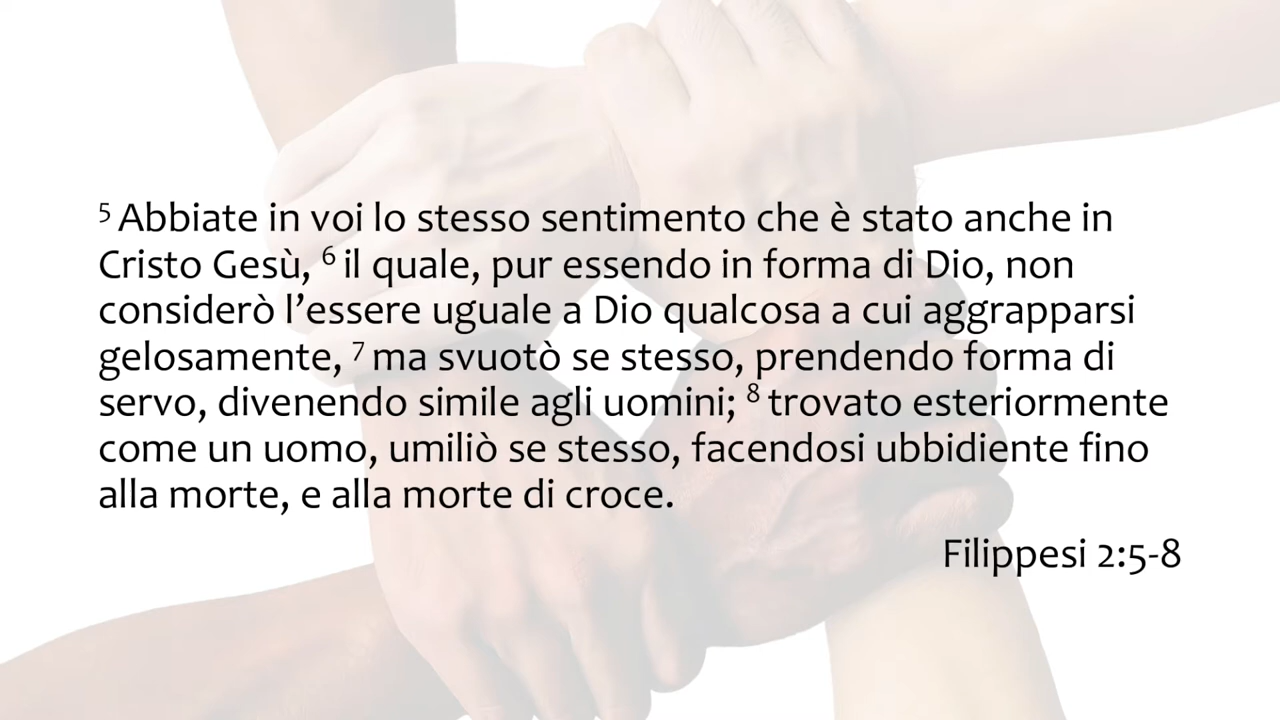 5 Abbiate in voi lo stesso sentimento che è stato anche in
Cristo Gesù, 6 il quale, pur essendo in forma di Dio, non
considerò l’essere uguale a Dio qualcosa a cui aggrapparsi
gelosamente, 7 ma svuotò se stesso, prendendo forma di
servo, divenendo simile agli uomini; 8 trovato esteriormente
come un uomo, umiliò se stesso, facendosi ubbidiente fino
alla morte, e alla morte di croce.
Filippesi 2:5-8